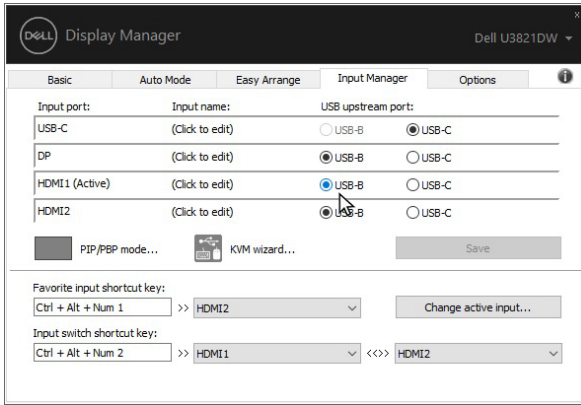 DELL Display Manager
Dell U3821DW
Basic Auto Mode Easy Arrange Input Manager Options
Input port: Input name: USB upstream port:
USB-C (Click to edit) USB-B USB-C
DP (Click to edit) USB-B USB-C
HDMI1 (Active) (Click to edit) USB-B USB-C
HDMI2 (Click to edit) USB-B USB-C
PIP/PBP mode... KVM wizard... Save
Favorite input shortcut key:
Ctrl + Alt + Num 1 >> HDMI2 Change active input...
Input switch shortcut key:
Ctrl + Alt + Num 2 >> HDMI1 <<>> HDMI2